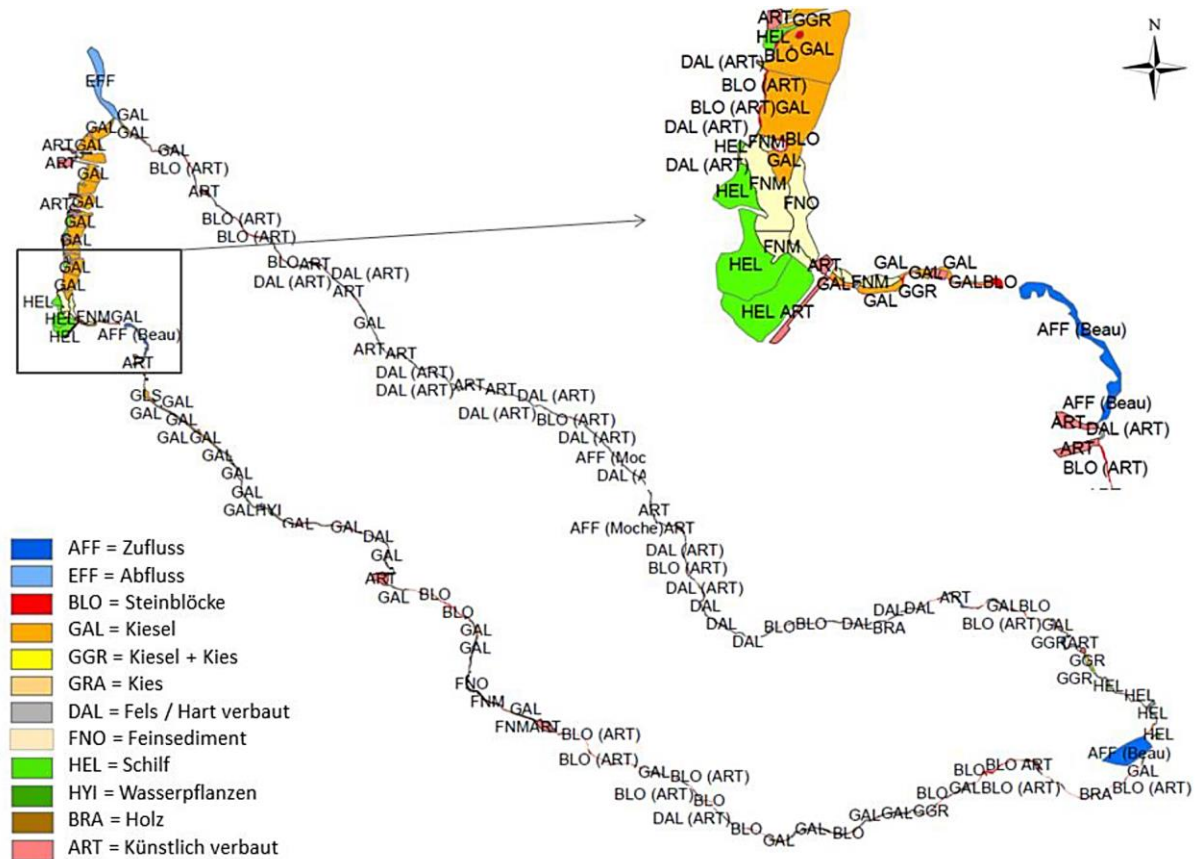 EFF
GAL
GAL
GAL
ART GAL
ART
GAL
ART GAL
GAL
GAL
GAL
GAL
HEL
HEL FNM GAL
HEL
AFF (Beau)
ART
GLS GAL
GAL
GAL
GAL GAL
GAL
GAL
GAL
GAL HYI
GAL
GAL
DAL
GAL
ART
GAL
BLO
BLO
GAL
GAL
FNO
FNM
GAL
FNM ART
BLO (ART)
BLO (ART)
GAL BLO (ART)
BLO (ART) BLO
DAL (ART)
BLO
GAL
GAL BLO
GAL GAL GGR
BLO
GAL BLO (ART)
BLO BLO ART
BRA
BLO (ART)
GAL
AFF (Beau)
HEL
HEL
HEL
HEL
GGR
GGR
GGR ART
GAL
BLO (ART)
GAL BLO
ART
DAL DAL
BRA
DAL
BLO BLO
DAL
DAL
DAL
DAL (ART)
BLO (ART)
DAL (ART)
AFF (Moche) ART
ART
DAL
AFF (Moc
DAL (ART)
BLO (ART)
DAL (ART)
DAL (ART)
ART ART
DAL (ART)
DAL (ART)
ART ART
GAL
ART
DAL (ART)
DAL (ART)
BLO ART
BLO (ART)
BLO (ART)
ART
BLO (ART)
GAL
N
ART GGR
HEL
BLO GAL
DAL (ART)
BLO (ART)
BLO (ART) GAL
DAL (ART)
FNM BLO
HEL
DAL (ART) GAL
HEL FNM
FNO
FNM
HEL
ART
GAL FNM
GAL GAL
GAL
GAL GGR
GAL BLO
HEL ART
AFF (Beau)
AFF (Beau)
ART DAL (ART)
ART
BLO (ART)
AFF = Zufluss
EFF = Abfluss
BLO = Steinblöcke
GAL = Kiesel
GGR = Kiesel + Kies
GRA = Kies
DAL = Fels / Hart verbaut
FNO = Feinsediment
HEL = Schilf
HYI = Wasserpflanzen
BRA = Holz
ART = Künstlich verbaut